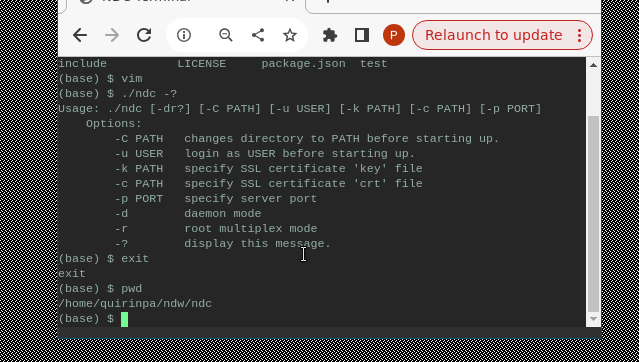 P
Relaunch to update
include LICENSE package.json test
(base) $ vim
(base) $ ./ndc -?
Usage: ./ndc [-dr?] [-C PATH] [-u USER] [-k PATH] [-c PATH] [-p PORT]
Options:
-C PATH changes directory to PATH before starting up.
-u USER login as USER before starting up.
-k PATH specify SSL certificate 'key' file
-c PATH specify SSL certificate 'crt' file
-p PORT specify server port
-d daemon mode
-r root multiplex mode
-? display this message.
(base) $ exit
exit
(base) $ pwd
/home/quirinpa/ndw/ndc
(base) $